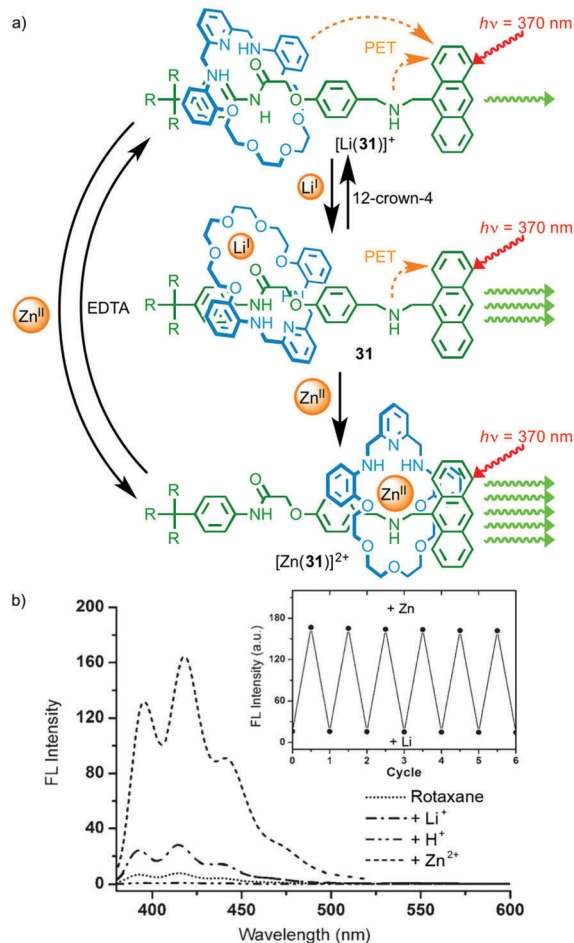 a)
hν = 370 nm
PET
N
HN
NH
O
N
H
O
N
H
R
R
R
O
O
O
O
O
[Li(31)]+
LiI
12-crown-4
ZnII
EDTA
hν = 370 nm
PET
O
O
O
O
O
LiI
R
R
R
O
NH
O
HN
NH
N
N
H
31
ZnII
hν = 370 nm
N
NH
HN
ZnII
R
R
R
O
NH
O
O
O
O
O
O
N
H
[Zn(31)]2+
b)
FL Intensity
200
160
120
80
40
0
400
450
500
550
600
Wavelength (nm)
FL Intensity (a.u.)
180
120
60
0
+ Zn
+ Li
0 1 2 3 4 5 6
Cycle
Rotaxane
+ Li+
+ H+
+ Zn2+